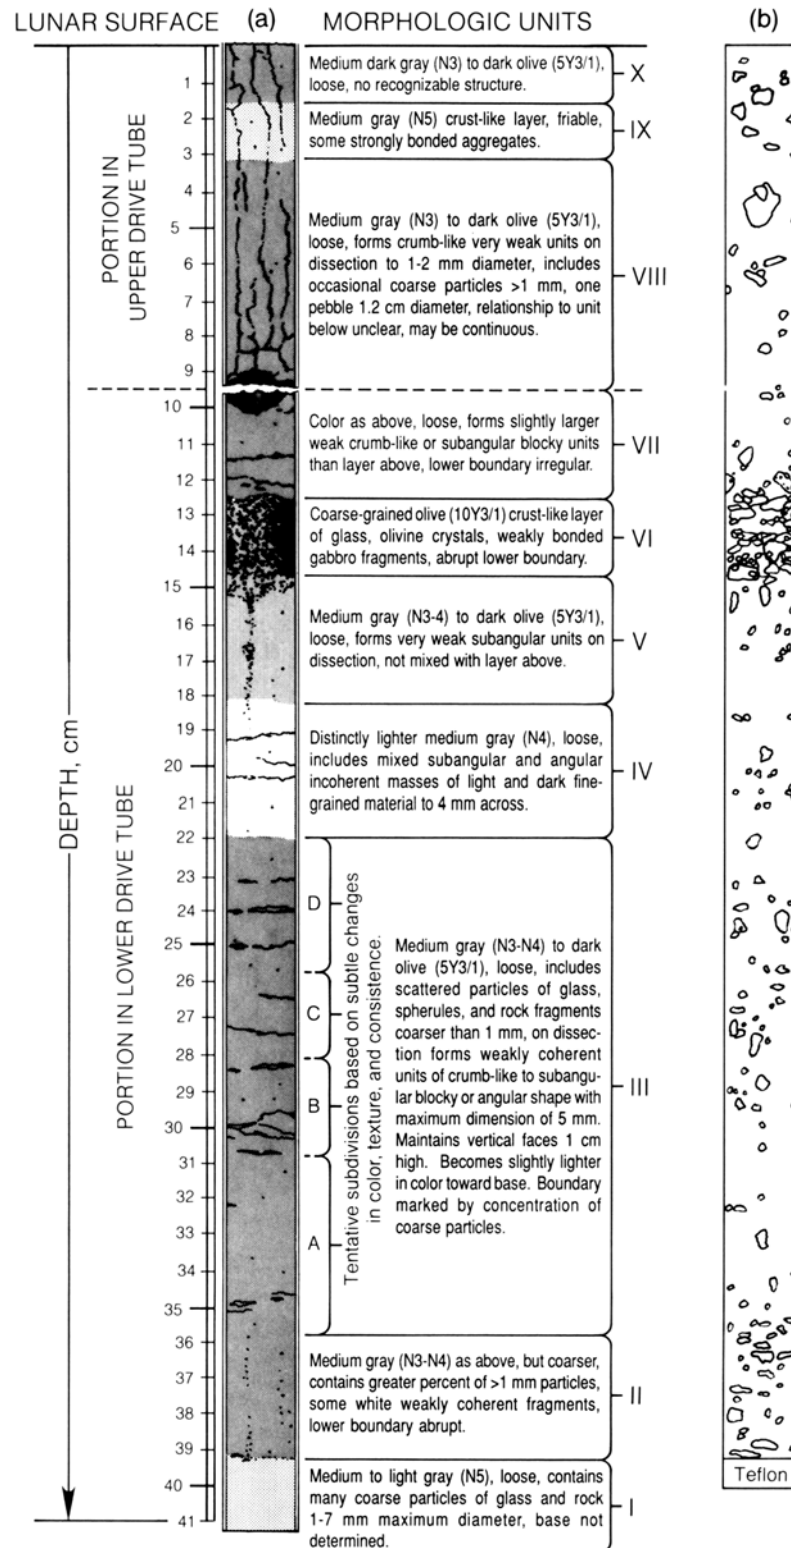 LUNAR SURFACE (a) MORPHOLOGIC UNITS (b)
DEPTH, cm
PORTION IN
UPPER DRIVE TUBE
PORTION IN LOWER DRIVE TUBE
1
2
3
4
5
6
7
8
9
10
11
12
13
14
15
16
17
18
19
20
21
22
23
24
25
26
27
28
29
30
31
32
33
34
35
36
37
38
39
40
41
Medium dark gray (N3) to dark olive (5Y3/1),
loose, no recognizable structure.
X
Medium gray (N5) crust-like layer, friable,
some strongly bonded aggregates.
IX
Medium gray (N3) to dark olive (5Y3/1),
loose, forms crumb-like very weak units on
dissection to 1-2 mm diameter, includes
occasional coarse particles >1 mm, one
pebble 1.2 cm diameter, relationship to unit
below unclear, may be continuous.
VIII
Color as above, loose, forms slightly larger
weak crumb-like or subangular blocky units
than layer above, lower boundary irregular.
VII
Coarse-grained olive (10Y3/1) crust-like layer
of glass, olivine crystals, weakly bonded
gabbro fragments, abrupt lower boundary.
VI
Medium gray (N3-4) to dark olive (5Y3/1),
loose, forms very weak subangular units on
dissection, not mixed with layer above.
V
Distinctly lighter medium gray (N4), loose,
includes mixed subangular and angular
incoherent masses of light and dark fine-
grained material to 4 mm across.
IV
D
C
B
A
Tentative subdivisions based on subtle changes
in color, texture, and consistence.
Medium gray (N3-N4) to dark
olive (5Y3/1), loose, includes
scattered particles of glass,
spherules, and rock fragments
coarser than 1 mm, on dissec-
tion forms weakly coherent
units of crumb-like to subangu-
lar blocky or angular shape with
maximum dimension of 5 mm.
Maintains vertical faces 1 cm
high. Becomes slightly lighter
in color toward base. Boundary
marked by concentration of
coarse particles.
III
Medium gray (N3-N4) as above, but coarser,
contains greater percent of >1 mm particles,
some white weakly coherent fragments,
lower boundary abrupt.
II
Medium to light gray (N5), loose, contains
many coarse particles of glass and rock
1-7 mm maximum diameter, base not
determined.
I
Teflon